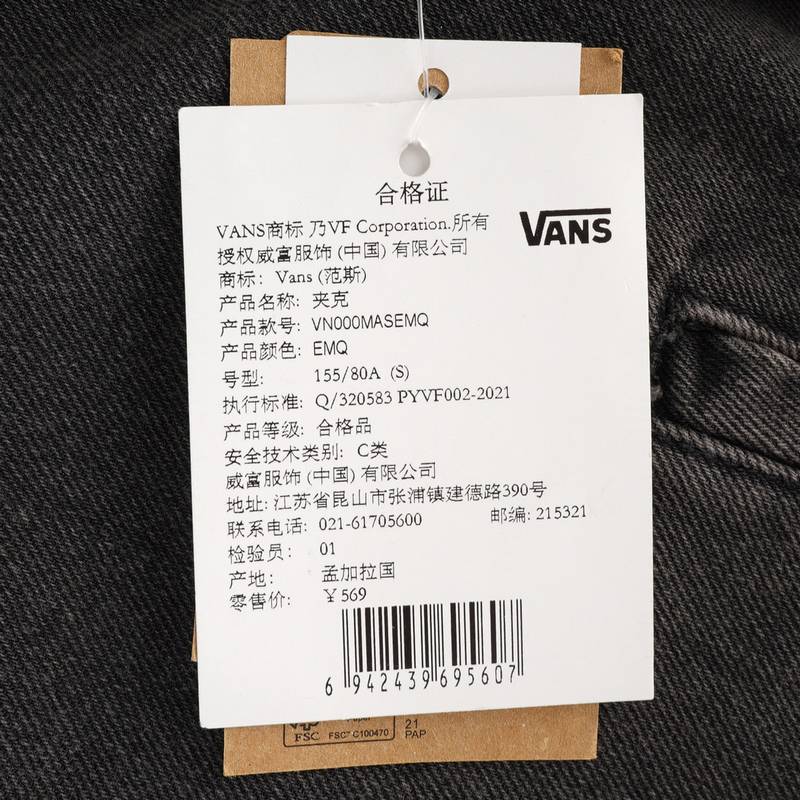 合格证
VANS商标 乃VF Corporation.所有
VANS
授权威富服饰 (中国) 有限公司
商标: Vans (范斯)
产品名称: 夹克
产品款号: VN000MASEMQ
产品颜色: EMQ
号型: 155/80A (S)
执行标准: Q/320583 PYVF002-2021
产品等级: 合格品
安全技术类别: C类
威富服饰 (中国) 有限公司
地址: 江苏省昆山市张浦镇建德路390号
联系电话: 021-61705600 邮编: 215321
检验员: 01
产地: 孟加拉国
零售价: ￥569
6 942439 695607
FSC FSC® C100470
21
PAP